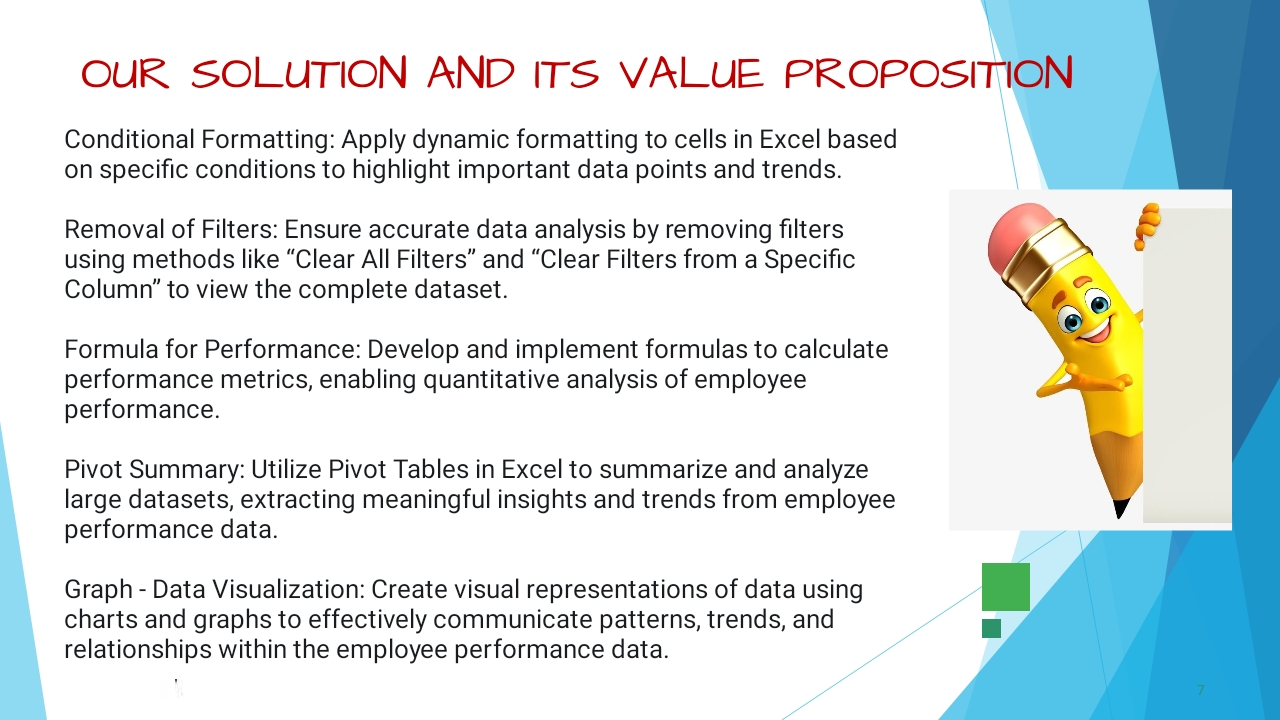 OUR SOLUTION AND ITS VALUE PROPOSITION
Conditional Formatting: Apply dynamic formatting to cells in Excel based
on specific conditions to highlight important data points and trends.
Removal of Filters: Ensure accurate data analysis by removing filters
using methods like “Clear All Filters” and “Clear Filters from a Specific
Column” to view the complete dataset.
Formula for Performance: Develop and implement formulas to calculate
performance metrics, enabling quantitative analysis of employee
performance.
Pivot Summary: Utilize Pivot Tables in Excel to summarize and analyze
large datasets, extracting meaningful insights and trends from employee
performance data.
Graph - Data Visualization: Create visual representations of data using
charts and graphs to effectively communicate patterns, trends, and
relationships within the employee performance data.
7